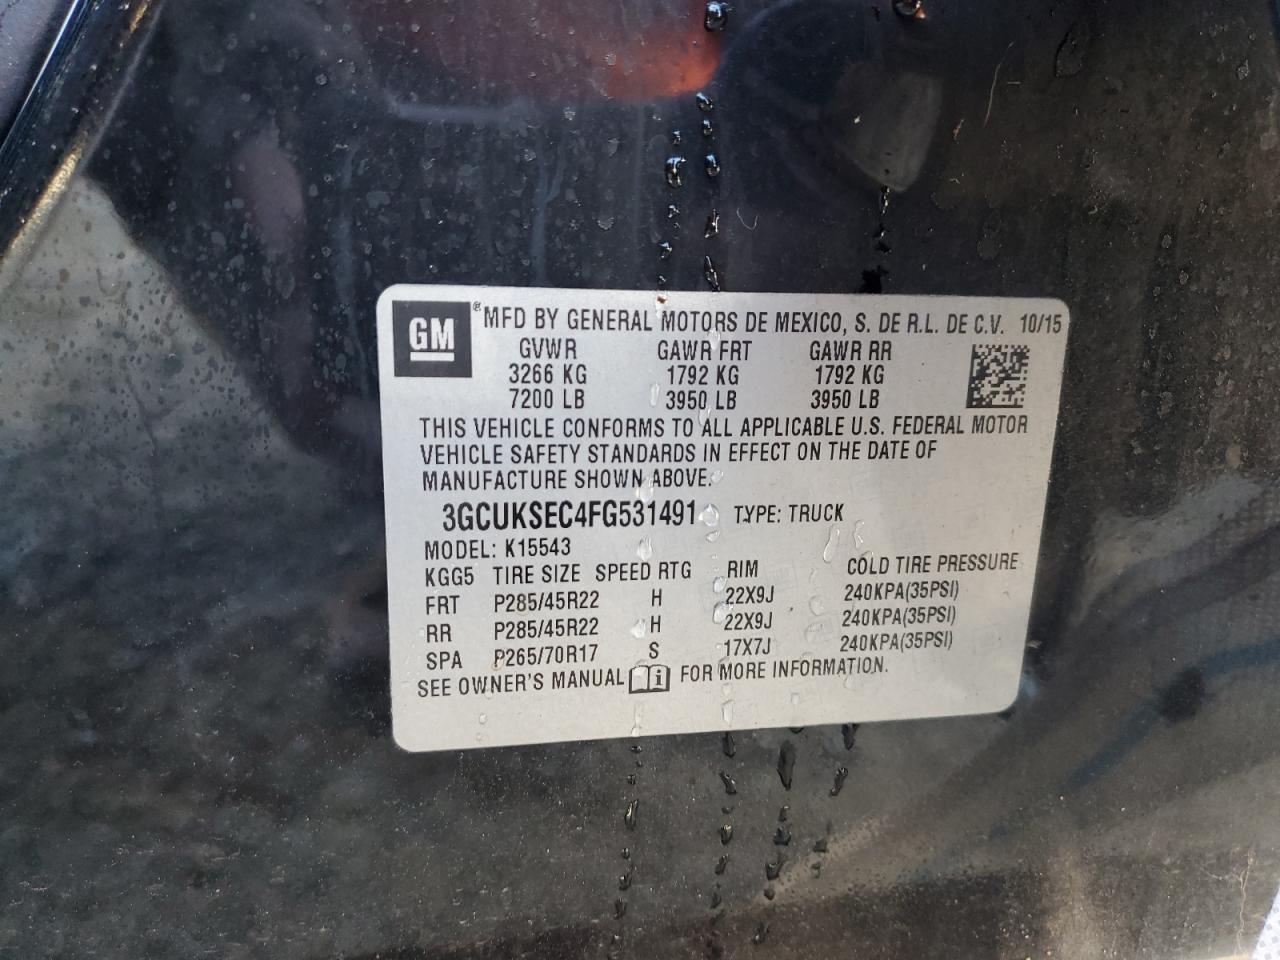 GM ® MFD BY GENERAL MOTORS DE MEXICO, S. DE R.L. DE C.V. 10/15
GVWR GAWR FRT GAWR RR
3266 KG 1792 KG 1792 KG
7200 LB 3950 LB 3950 LB
THIS VEHICLE CONFORMS TO ALL APPLICABLE U.S. FEDERAL MOTOR
VEHICLE SAFETY STANDARDS IN EFFECT ON THE DATE OF
MANUFACTURE SHOWN ABOVE.
3GCUKSEC4FG531491 TYPE: TRUCK
MODEL: K15543
KGG5 TIRE SIZE SPEED RTG RIM COLD TIRE PRESSURE
FRT P285/45R22 H 22X9J 240KPA(35PSI)
RR P285/45R22 H 22X9J 240KPA(35PSI)
SPA P265/70R17 S 17X7J 240KPA(35PSI)
SEE OWNER'S MANUAL i FOR MORE INFORMATION.